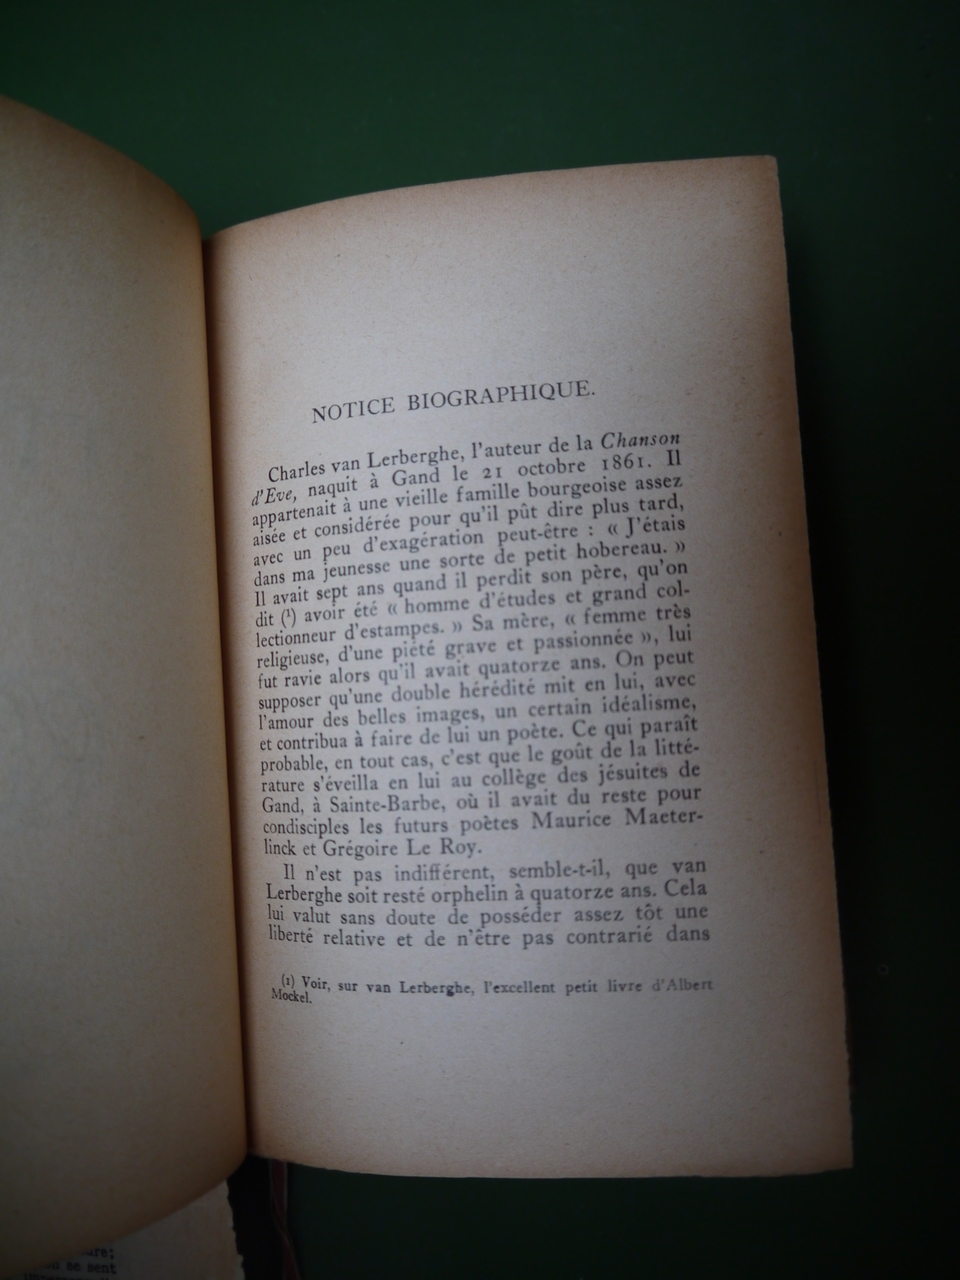 NOTICE BIOGRAPHIQUE.
Charles van Lerberghe, l'auteur de la Chanson
d'Eve, naquit à Gand le 21 octobre 1861. Il
appartenait à une vieille famille bourgeoise assez
aisée et considérée pour qu'il pût dire plus tard,
avec un peu d'exagération peut-être : « J'étais
dans ma jeunesse une sorte de petit hobereau. »
Il avait sept ans quand il perdit son père, qu'on
dit (¹) avoir été « homme d'études et grand col-
lectionneur d'estampes. » Sa mère, « femme très
religieuse, d'une piété grave et passionnée », lui
fut ravie alors qu'il avait quatorze ans. On peut
supposer qu'une double hérédité mit en lui, avec
l'amour des belles images, un certain idéalisme,
et contribua à faire de lui un poète. Ce qui paraît
probable, en tout cas, c'est que le goût de la litté-
rature s'éveilla en lui au collège des jésuites de
Gand, à Sainte-Barbe, où il avait du reste pour
condisciples les futurs poètes Maurice Maeter-
linck et Grégoire Le Roy.
Il n'est pas indifférent, semble-t-il, que van
Lerberghe soit resté orphelin à quatorze ans. Cela
lui valut sans doute de posséder assez tôt une
liberté relative et de n'être pas contrarié dans
(1) Voir, sur van Lerberghe, l'excellent petit livre d'Albert
Mockel.
se sent